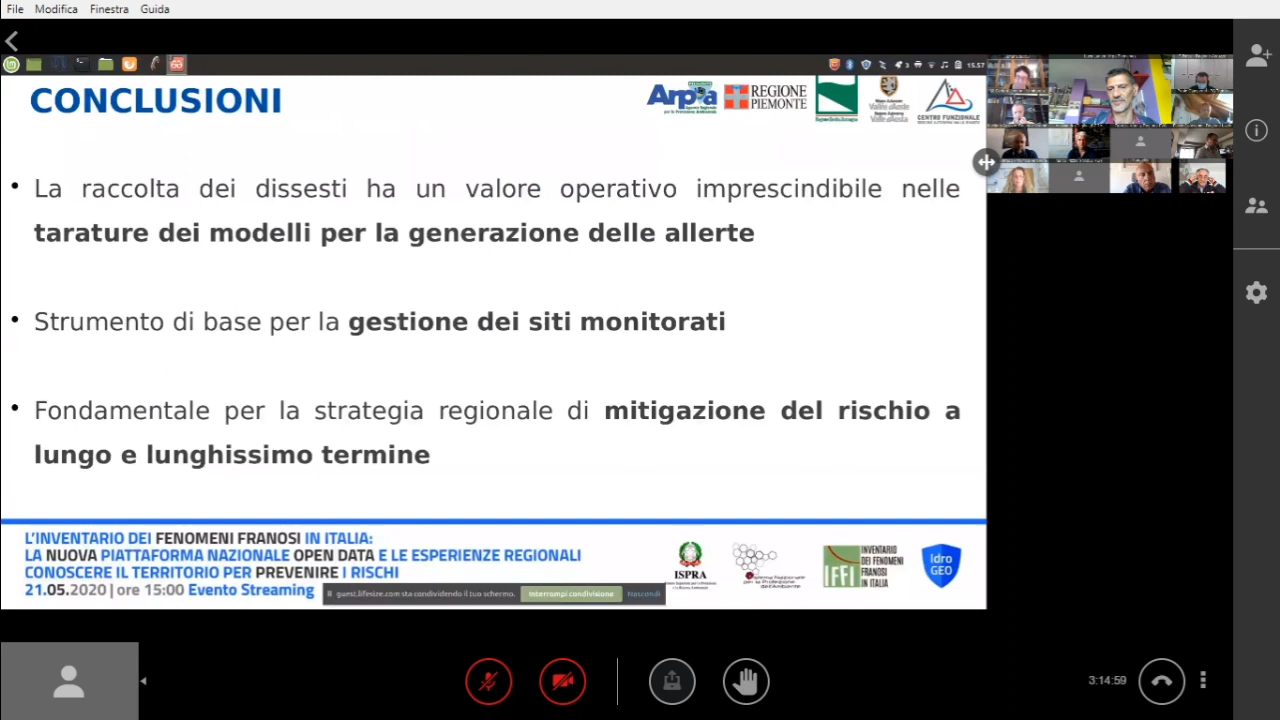 File Modifica Finestra Guida
15.57
CONCLUSIONI
Arpa
REGIONE
PIEMONTE
CENTRO FUNZIONALE
• La raccolta dei dissesti ha un valore operativo imprescindibile nelle
tarature dei modelli per la generazione delle allerte
• Strumento di base per la gestione dei siti monitorati
• Fondamentale per la strategia regionale di mitigazione del rischio a
lungo e lunghissimo termine
L'INVENTARIO DEI FENOMENI FRANOSI IN ITALIA:
LA NUOVA PIATTAFORMA NAZIONALE OPEN DATA E LE ESPERIENZE REGIONALI
CONOSCERE IL TERRITORIO PER PREVENIRE I RISCHI
21.05.2020 | ore 15:00 Evento Streaming
guest.lifesize.com sta condividendo il tuo schermo. Interrompi condivisione Nascondi
ISPRA
IFFI
INVENTARIO
DEI FENOMENI
FRANOSI
IN ITALIA
Idro
GEO
3:14:59